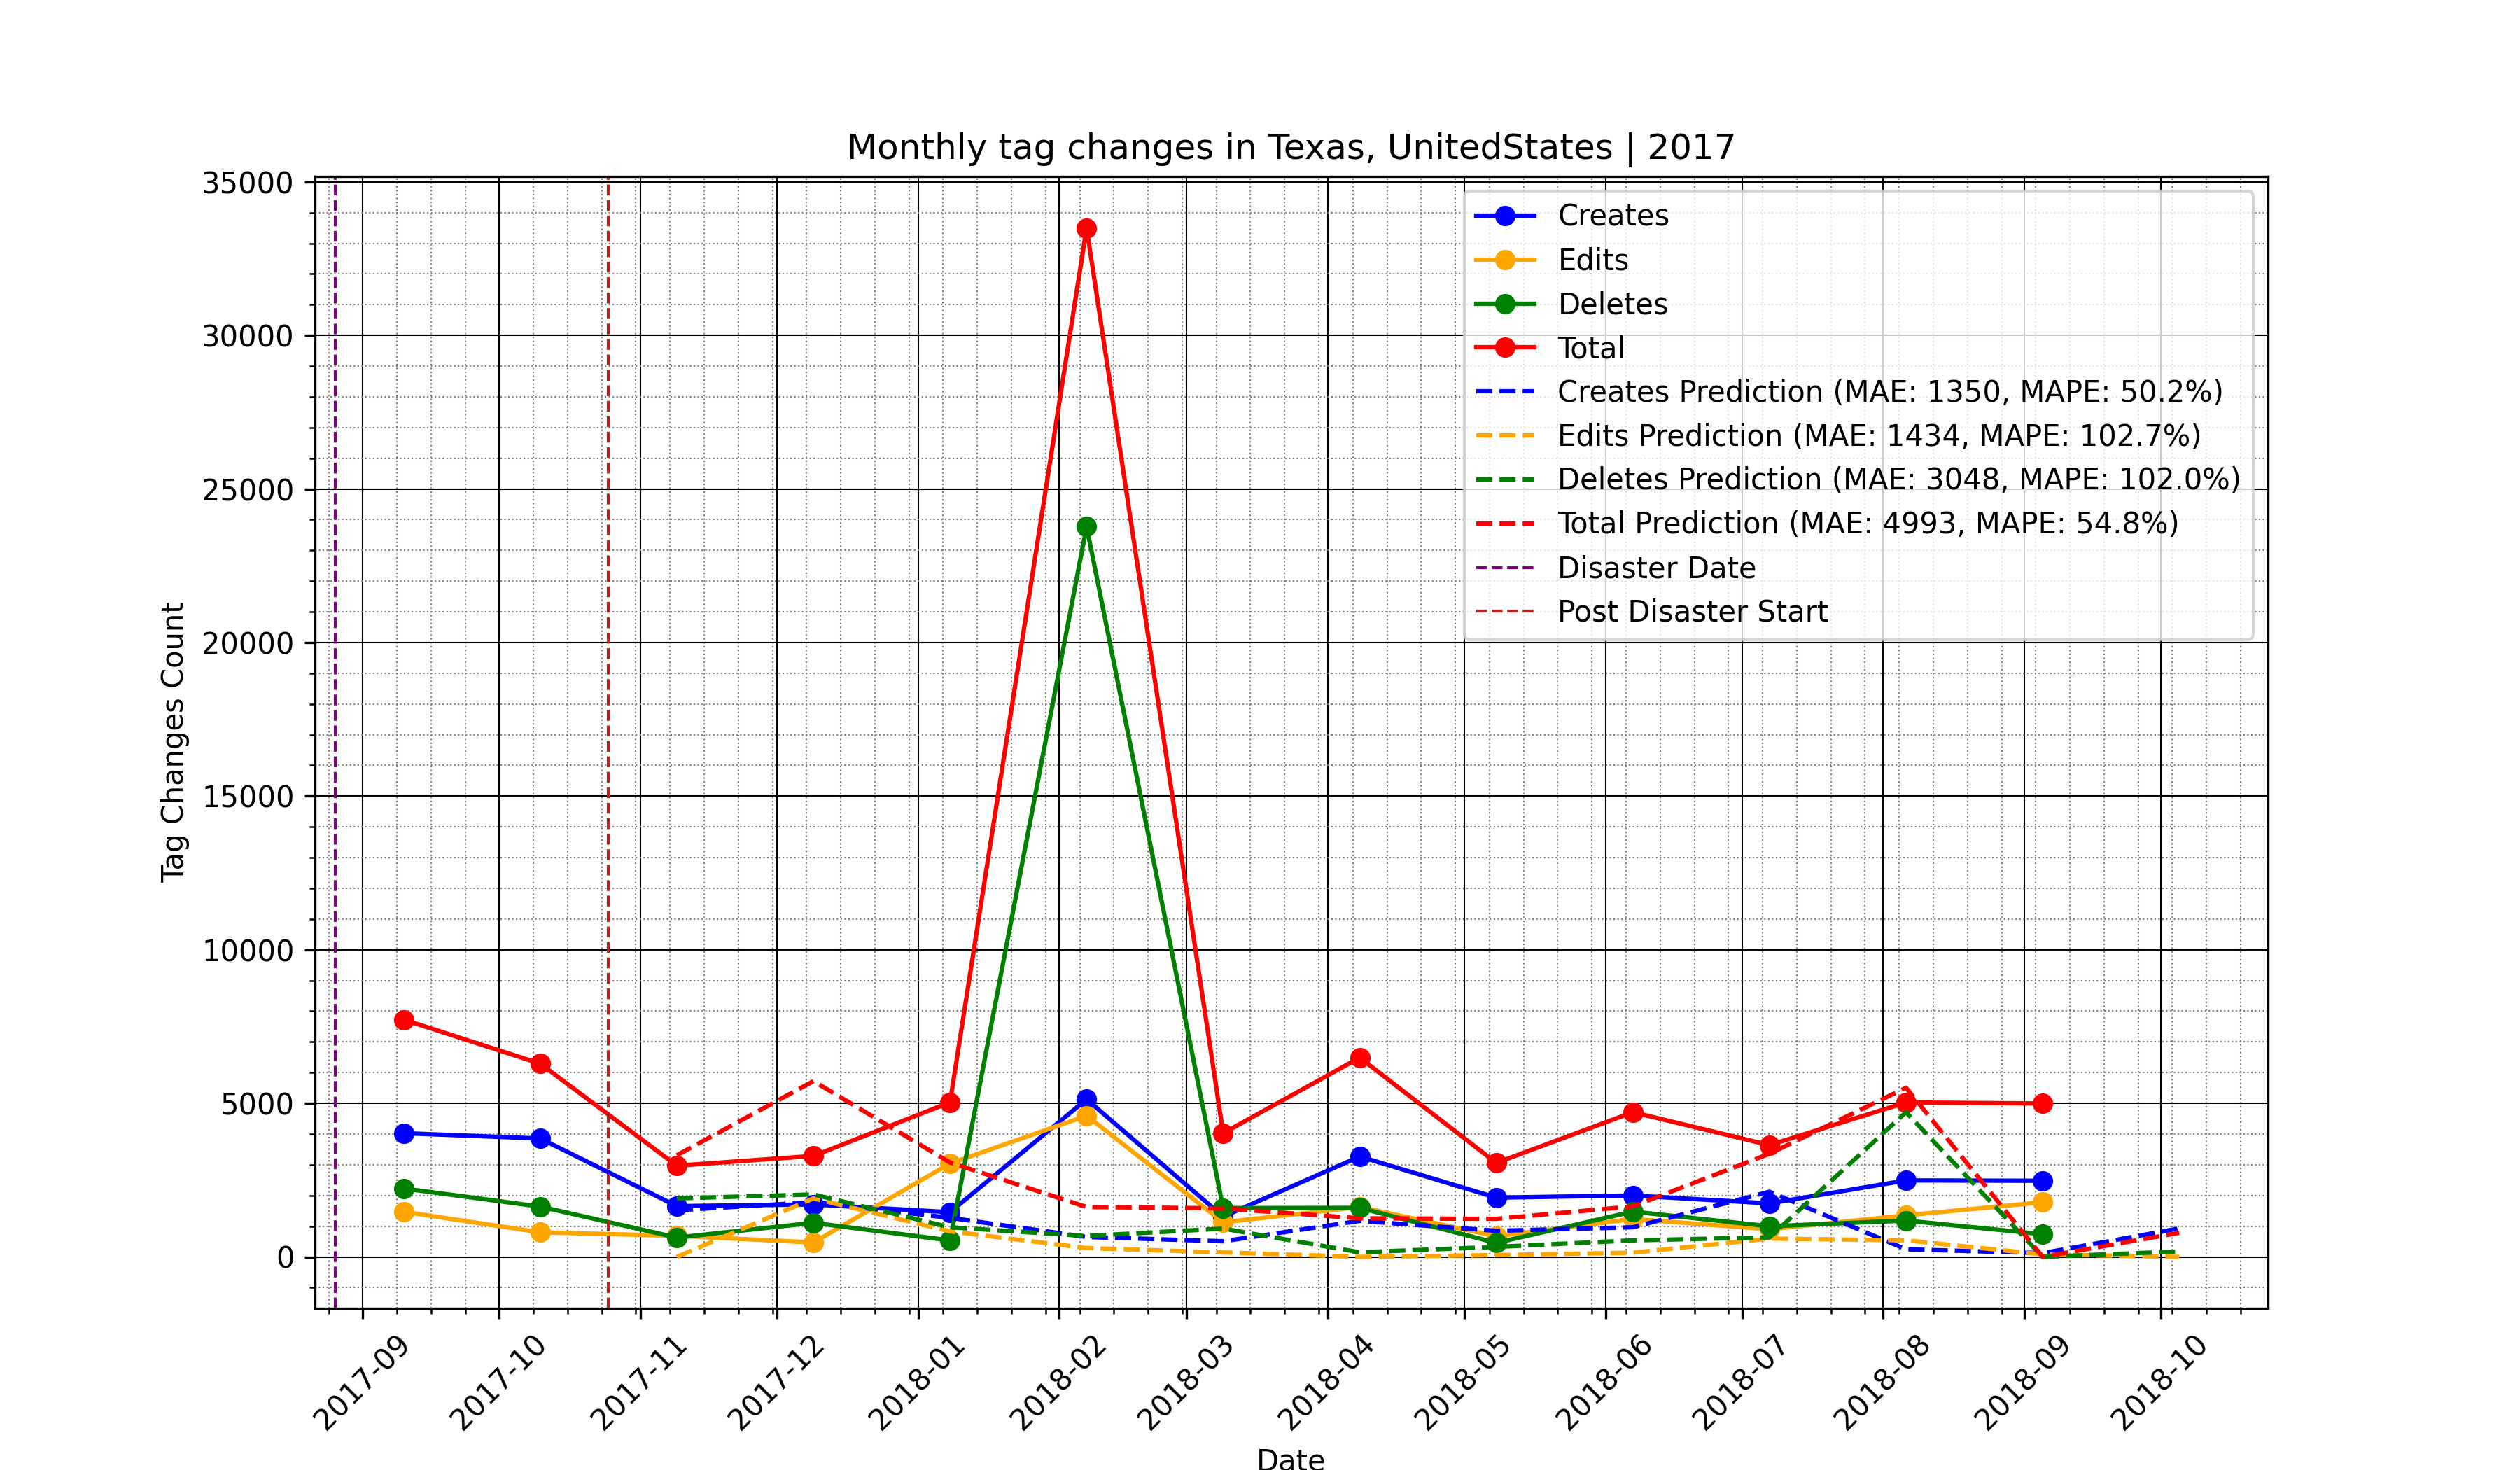 Monthly tag changes in Texas, UnitedStates | 2017
35000
30000
25000
20000
15000
10000
5000
0
Tag Changes Count
Creates
Edits
Deletes
Total
Creates Prediction (MAE: 1350, MAPE: 50.2%)
Edits Prediction (MAE: 1434, MAPE: 102.7%)
Deletes Prediction (MAE: 3048, MAPE: 102.0%)
Total Prediction (MAE: 4993, MAPE: 54.8%)
Disaster Date
Post Disaster Start
2017-09
2017-10
2017-11
2017-12
2018-01
2018-02
2018-03
2018-04
2018-05
2018-06
2018-07
2018-08
2018-09
2018-10
Date